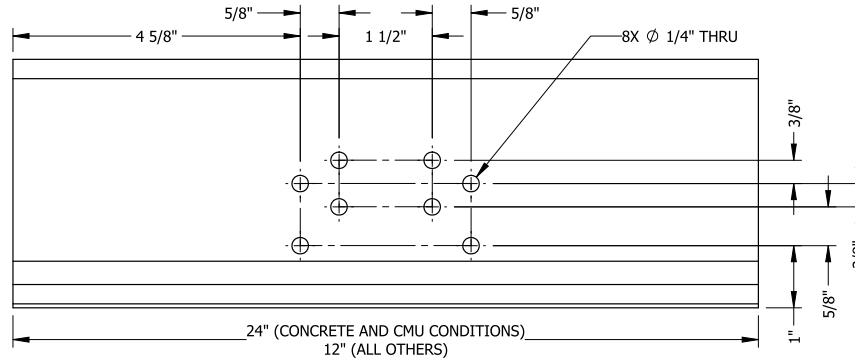 5/8"
5/8"
4 5/8"
1 1/2"
8X Ø 1/4" THRU
3/8"
5/8"
1"
24" (CONCRETE AND CMU CONDITIONS)
12" (ALL OTHERS)